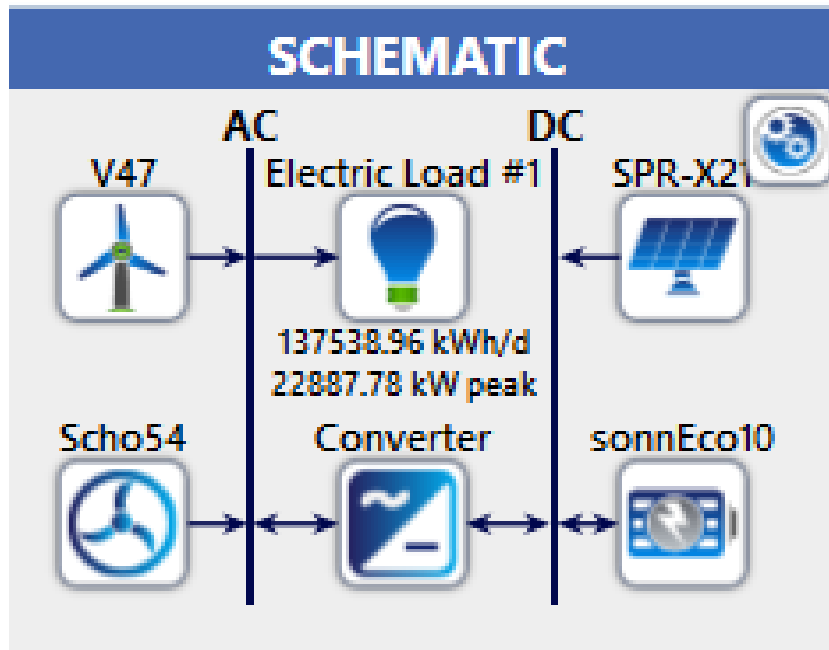 SCHEMATIC
AC DC
V47 Electric Load #1 SPR-X21
137538.96 kWh/d
22887.78 kW peak
Scho54 Converter sonnEco10